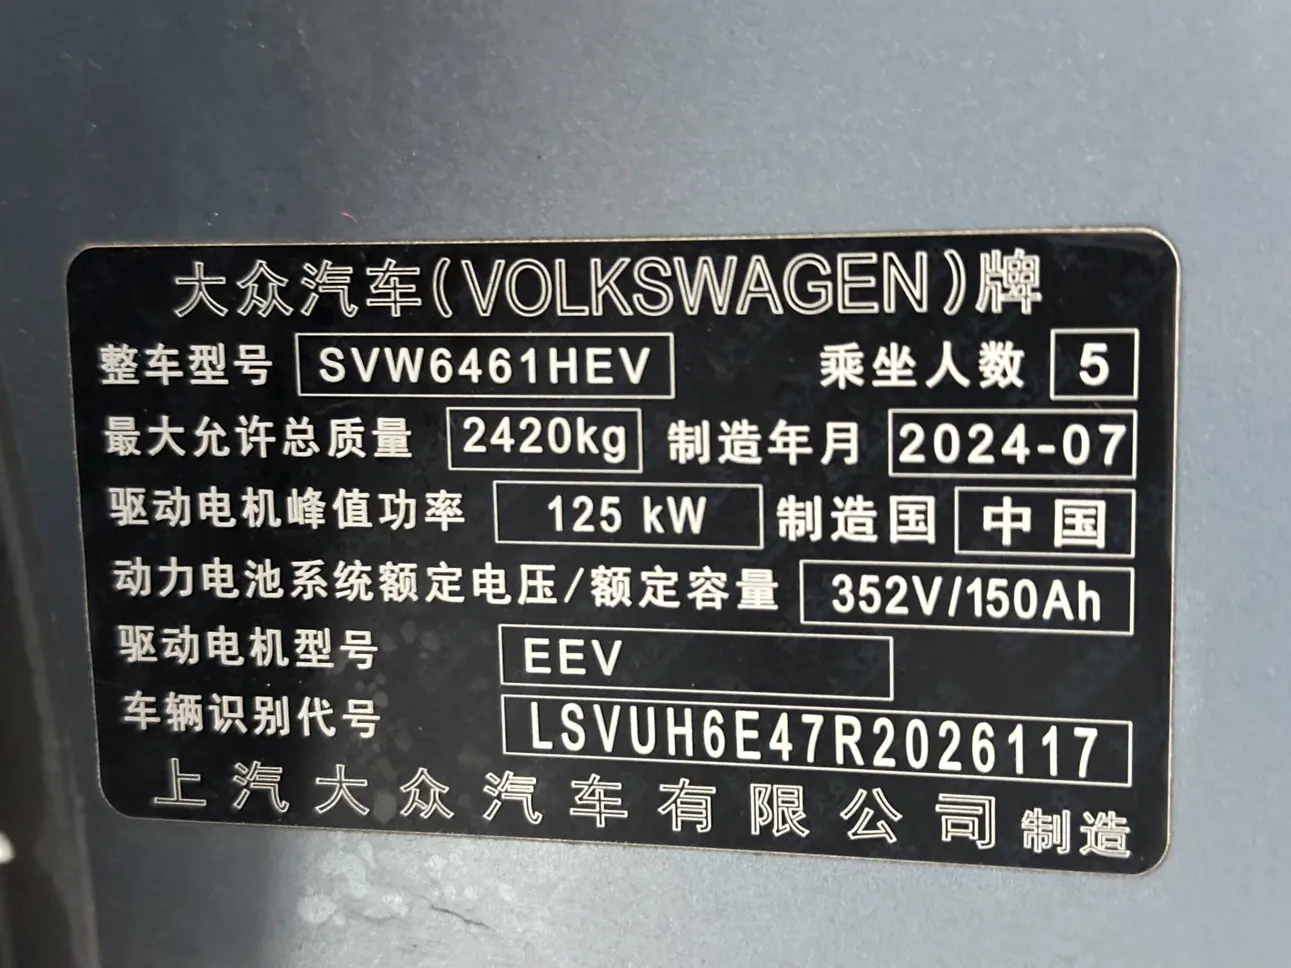 大众汽车(VOLKSWAGEN)牌
整车型号 SVW6461HEV 乘坐人数 5
最大允许总质量 2420kg 制造年月 2024-07
驱动电机峰值功率 125 kW 制造国 中国
动力电池系统额定电压/额定容量 352V/150Ah
驱动电机型号 EEV
车辆识别代号 LSVUH6E47R2026117
上汽大众汽车有限公司 制造